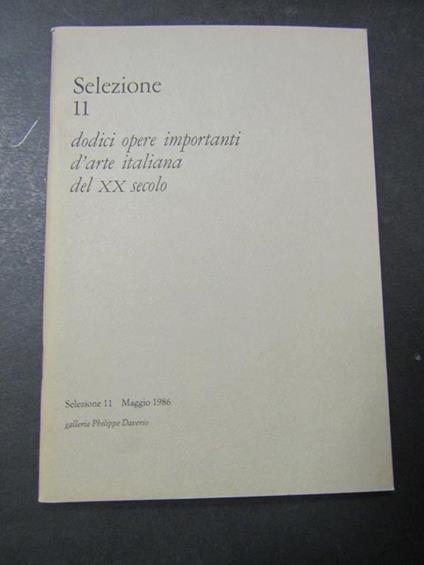 Selezione
11
dodici opere importanti
d'arte italiana
del XX secolo
Selezione 11 Maggio 1986
galleria Philippe Daverio